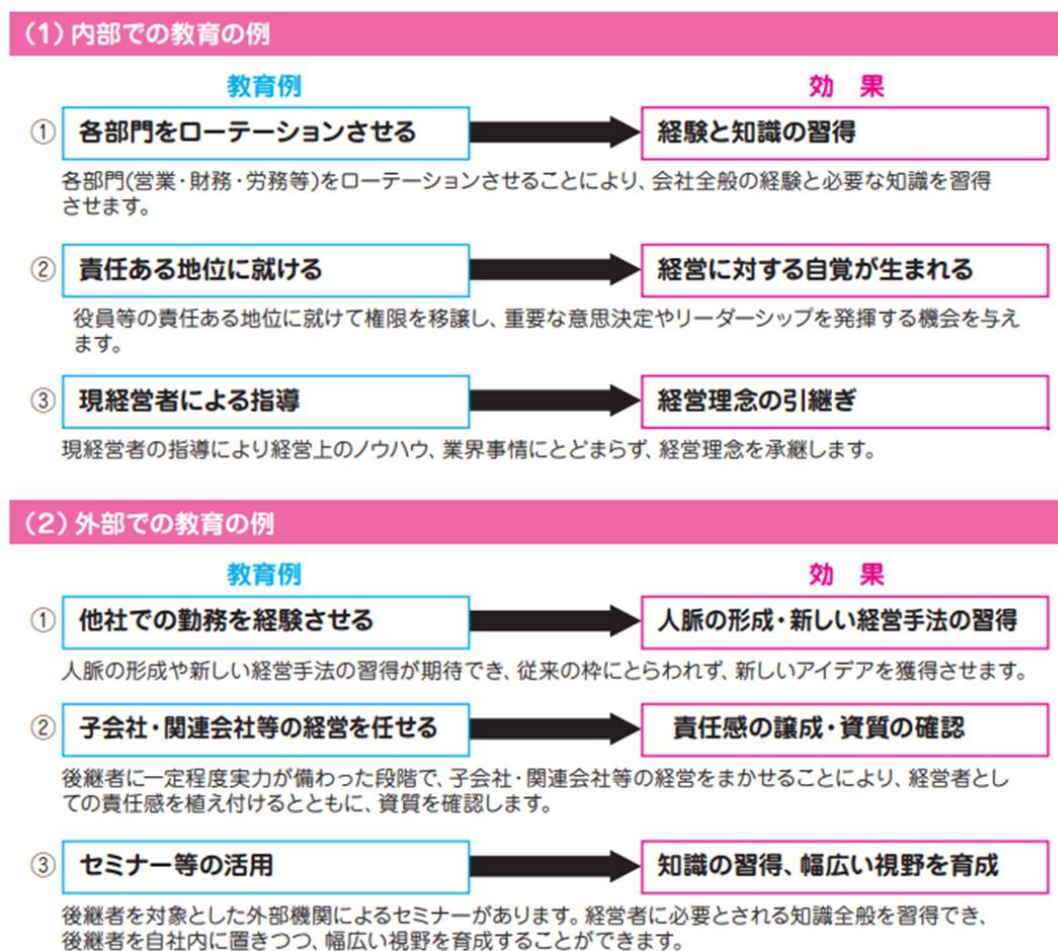 （1）内部での教育の例
教育例 効 果
① 各部門をローテーションさせる 経験と知識の習得
各部門(営業・財務・労務等)をローテーションさせることにより、会社全般の経験と必要な知識を習得
させます。
② 責任ある地位に就ける 経営に対する自覚が生まれる
役員等の責任ある地位に就けて権限を移譲し、重要な意思決定やリーダーシップを発揮する機会を与え
ます。
③ 現経営者による指導 経営理念の引継ぎ
現経営者の指導により経営上のノウハウ、業界事情にとどまらず、経営理念を承継します。
（2）外部での教育の例
教育例 効 果
① 他社での勤務を経験させる 人脈の形成・新しい経営手法の習得
人脈の形成や新しい経営手法の習得が期待でき、従来の枠にとらわれず、新しいアイデアを獲得させます。
② 子会社・関連会社等の経営を任せる 責任感の譲成・資質の確認
後継者に一定程度実力が備わった段階で、子会社・関連会社等の経営をまかせることにより、経営者とし
ての責任感を植え付けるとともに、資質を確認します。
③ セミナー等の活用 知識の習得、幅広い視野を育成
後継者を対象とした外部機関によるセミナーがあります。経営者に必要とされる知識全般を習得でき、
後継者を自社内に置きつつ、幅広い視野を育成することができます。